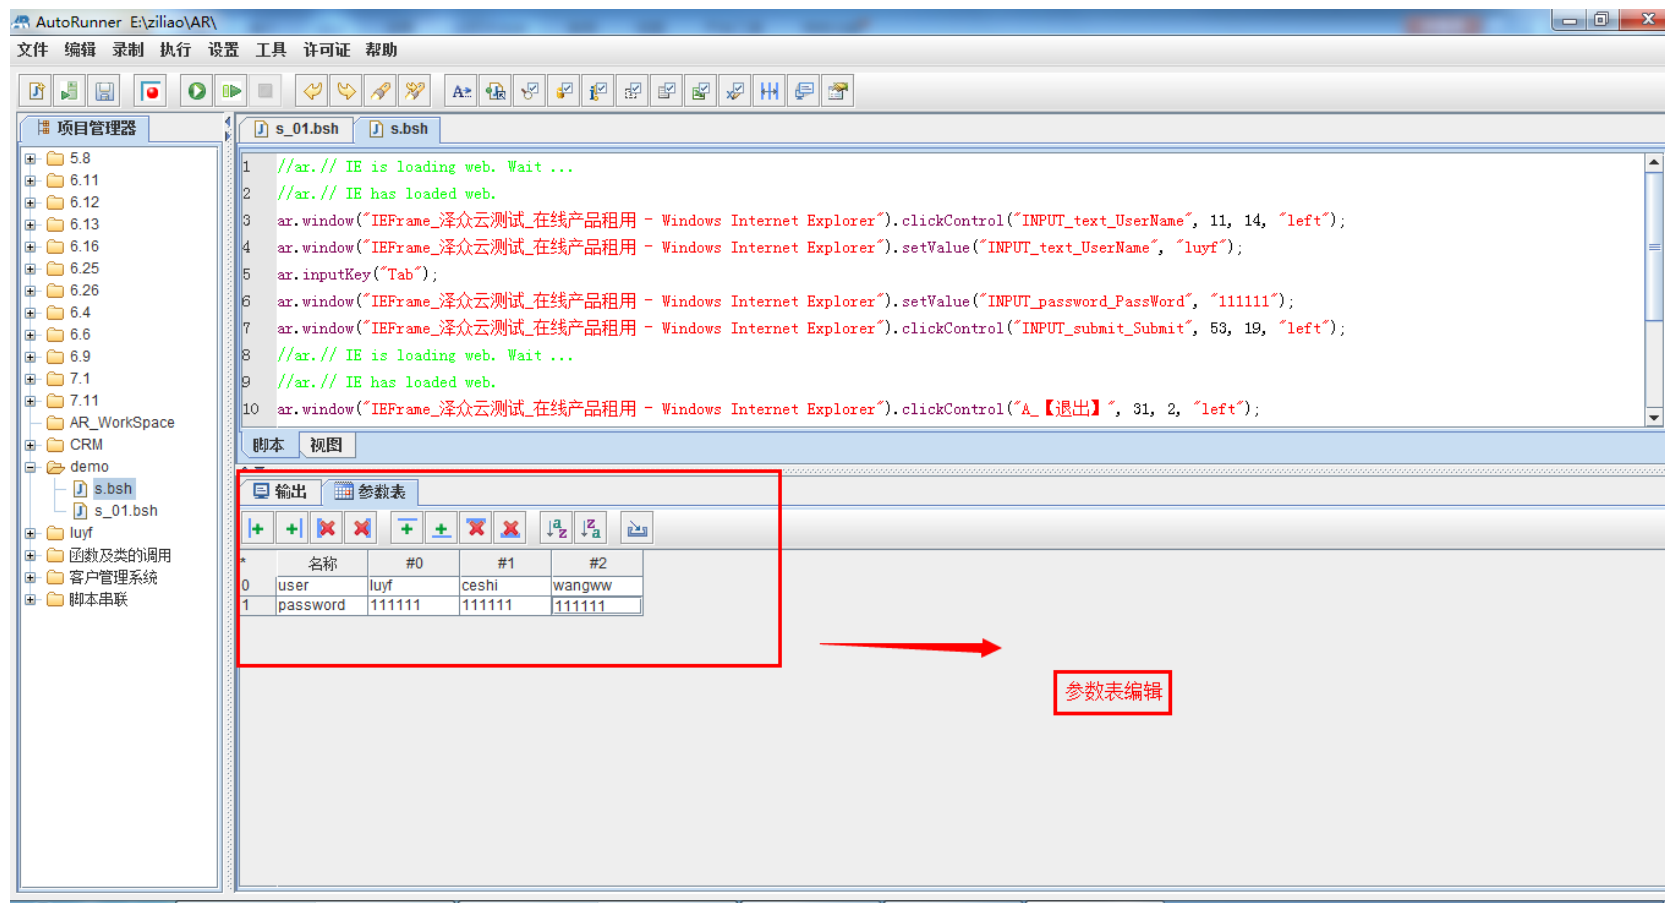 AutoRunner E:\ziliao\AR\
文件 编辑 录制 执行 设置 工具 许可证 帮助
项目管理器
5.8
6.11
6.12
6.13
6.16
6.25
6.26
6.4
6.6
6.9
7.1
7.11
AR_WorkSpace
CRM
demo
s.bsh
s_01.bsh
luyf
函数及类的调用
客户管理系统
脚本串联
s_01.bsh s.bsh
1 //ar.// IE is loading web. Wait ...
2 //ar.// IE has loaded web.
3 ar.window("IEFrame_泽众云测试_在线产品租用 - Windows Internet Explorer").clickControl("INPUT_text_UserName", 11, 14, "left");
4 ar.window("IEFrame_泽众云测试_在线产品租用 - Windows Internet Explorer").setValue("INPUT_text_UserName", "luyf");
5 ar.inputKey("Tab");
6 ar.window("IEFrame_泽众云测试_在线产品租用 - Windows Internet Explorer").setValue("INPUT_password_PassWord", "111111");
7 ar.window("IEFrame_泽众云测试_在线产品租用 - Windows Internet Explorer").clickControl("INPUT_submit_Submit", 53, 19, "left");
8 //ar.// IE is loading web. Wait ...
9 //ar.// IE has loaded web.
10 ar.window("IEFrame_泽众云测试_在线产品租用 - Windows Internet Explorer").clickControl("A_【退出】", 31, 2, "left");
脚本 视图
输出 参数表
* 名称 #0 #1 #2
0 user luyf ceshi wangww
1 password 111111 111111 111111
参数表编辑